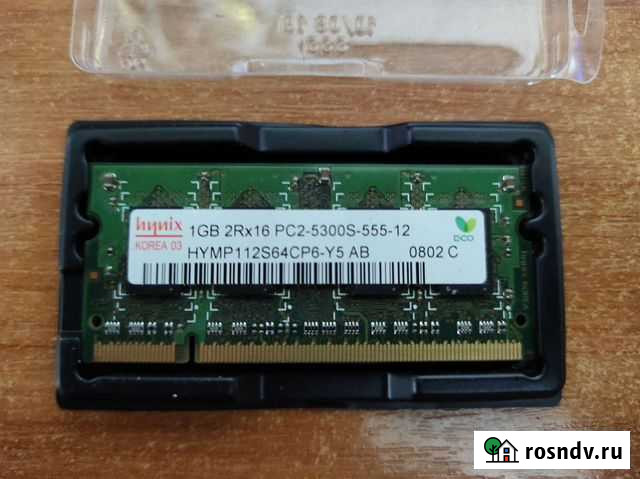 hynix
KOREA 03
1GB 2Rx16 PC2-5300S-555-12
HYMP112S64CP6-Y5 AB
0802 C
eco
rosndv.ru